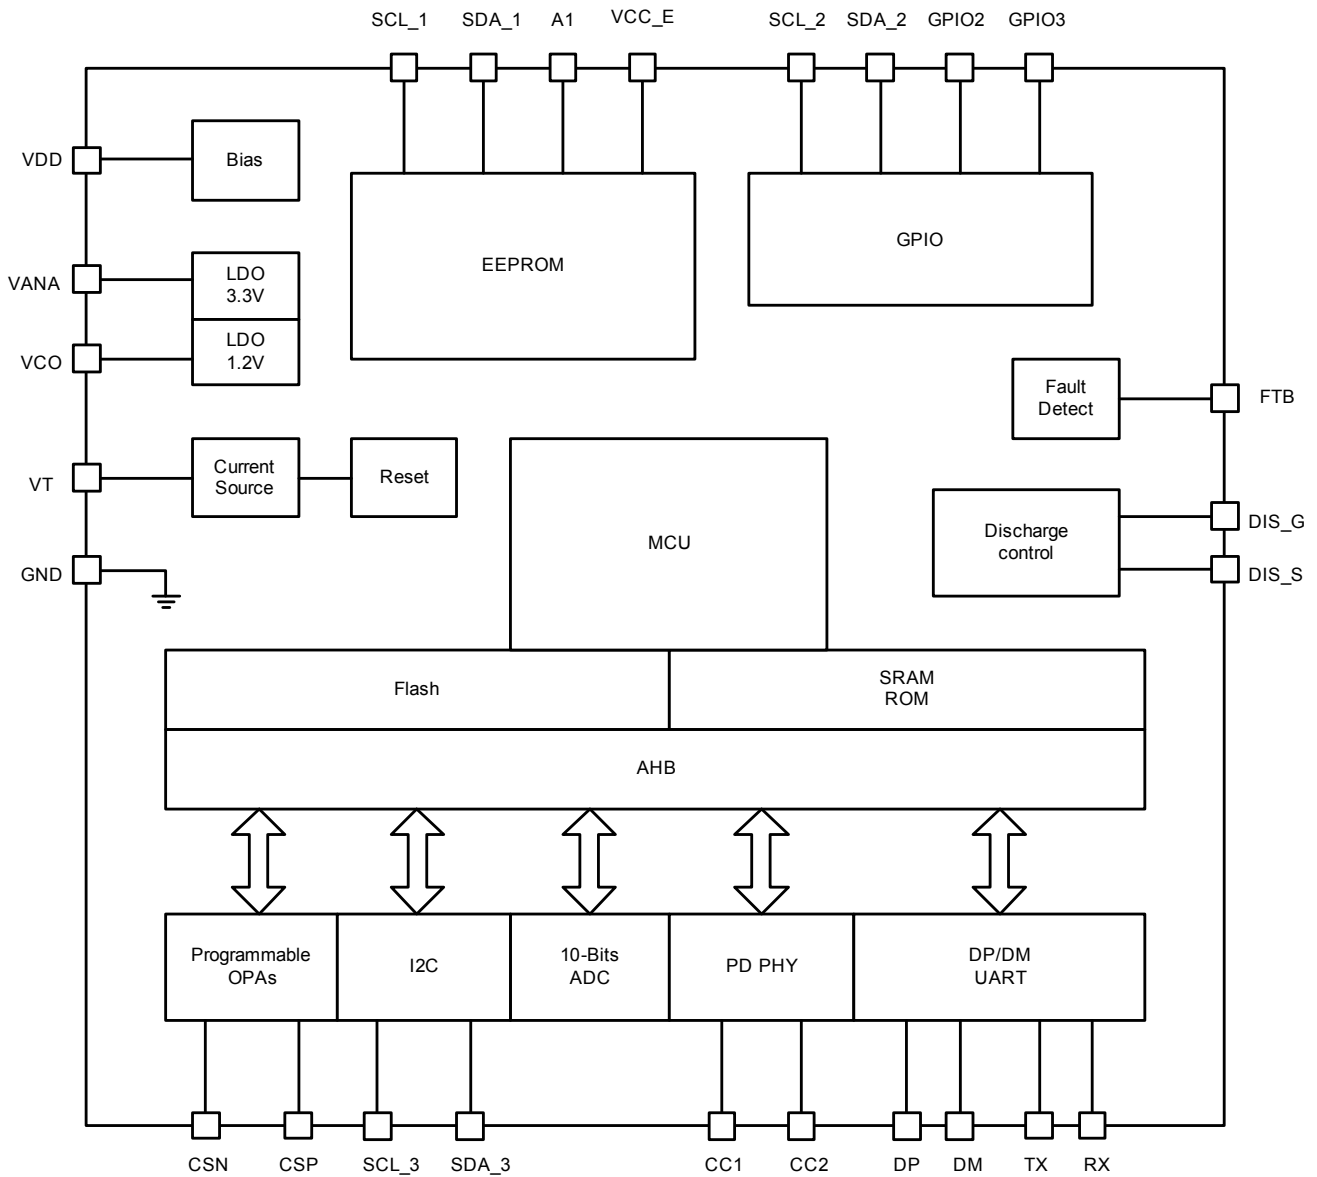 SCL_1 SDA_1 A1 VCC_E SCL_2 SDA_2 GPIO2 GPIO3
VDD
Bias
EEPROM
GPIO
VANA
LDO
3.3V
VCO
LDO
1.2V
Fault
Detect
FTB
VT
Current
Source
Reset
MCU
Discharge
control
DIS_G
DIS_S
GND
Flash
SRAM
ROM
AHB
Programmable
OPAs
I2C
10-Bits
ADC
PD PHY
DP/DM
UART
CSN CSP SCL_3 SDA_3 CC1 CC2 DP DM TX RX